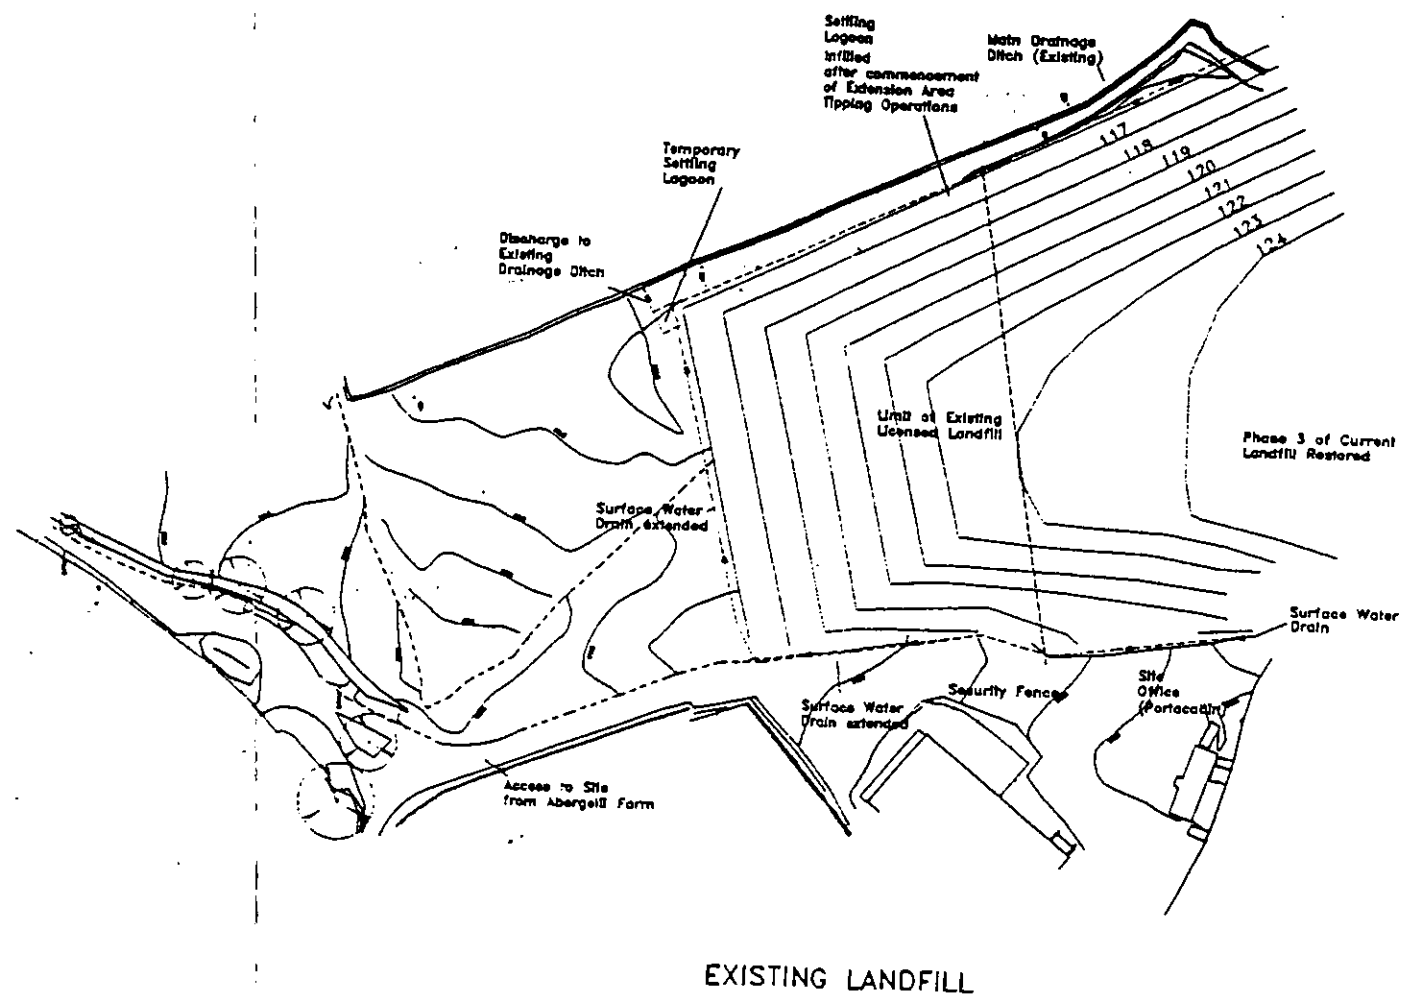 Settling
Lagoon
Infilled
after commencement
of Extension Area
Tipping Operations
Main Drainage
Ditch (Existing)
Temporary
Settling
Lagoon
Discharge to
Existing
Drainage Ditch
117
118
119
120
121
122
123
124
Limit of Existing
Licensed Landfill
Phase 3 of Current
Landfill Restored
Surface Water
Drain extended
Surface Water
Drain
Site
Office
(Portacabin)
Security Fence
Surface Water
Drain extended
Access to Site
from Abergelli Farm
EXISTING LANDFILL